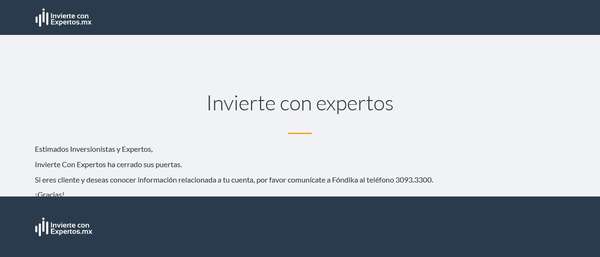 Invierte con
Expertos.mx
Invierte con expertos
Estimados Inversionistas y Expertos,
Invierte Con Expertos ha cerrado sus puertas.
Si eres cliente y deseas conocer información relacionada a tu cuenta, por favor comunícate a Fóndika al teléfono 3093.3300.
¡Gracias!
Invierte con
Expertos.mx